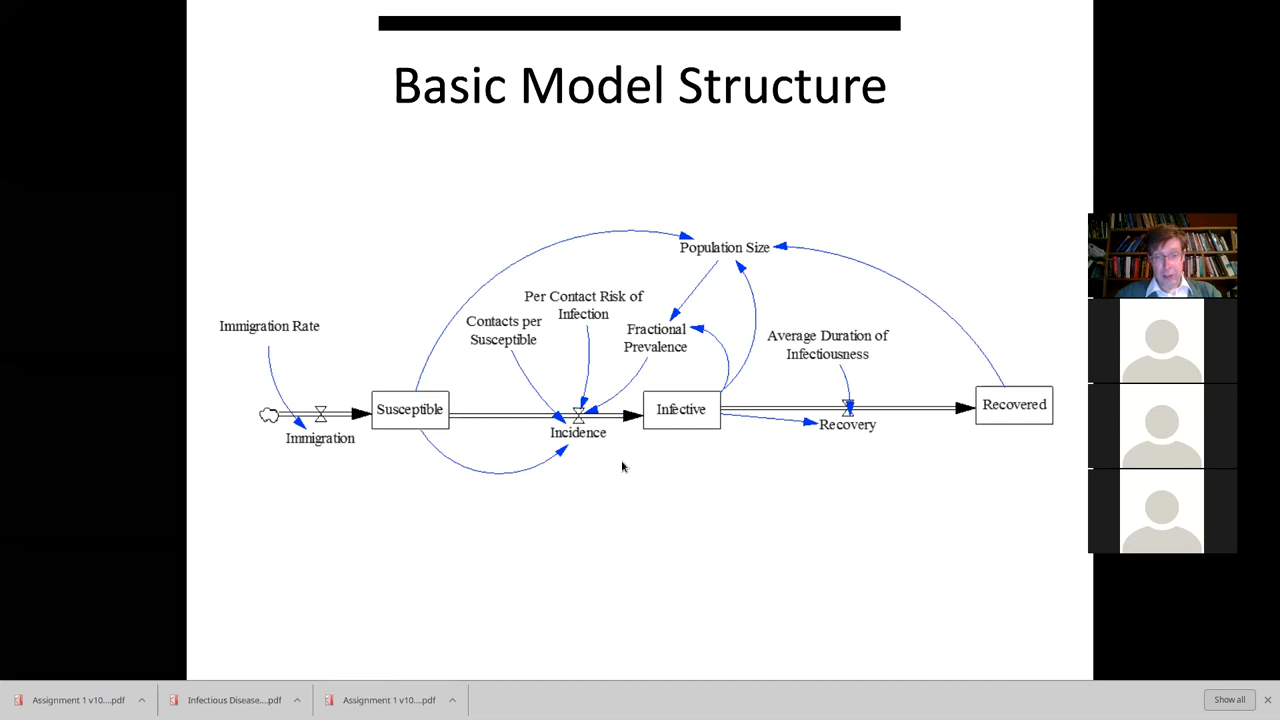 Basic Model Structure
Population Size
Per Contact Risk of
Infection
Contacts per
Susceptible
Immigration Rate
Fractional
Prevalence
Average Duration of
Infectiousness
Susceptible
Infective
Recovered
Immigration
Incidence
Recovery
Assignment 1 v10....pdf
Infectious Disease....pdf
Assignment 1 v10....pdf
Show all